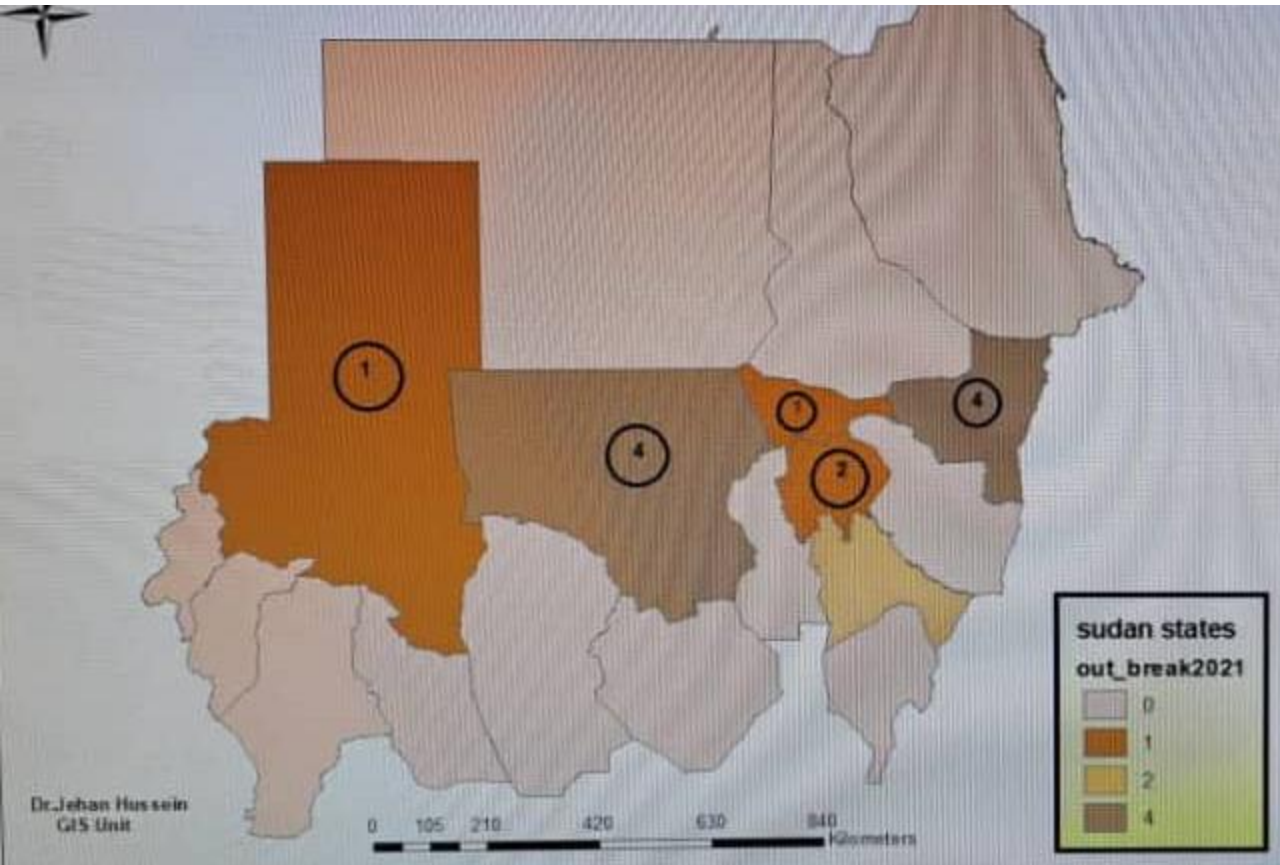 1
1
4
4
2
sudan states
out_break2021
0
1
2
4
Dr.Jehan Hussein
GIS Unit
0 105 210 420 630 840
Kilometers